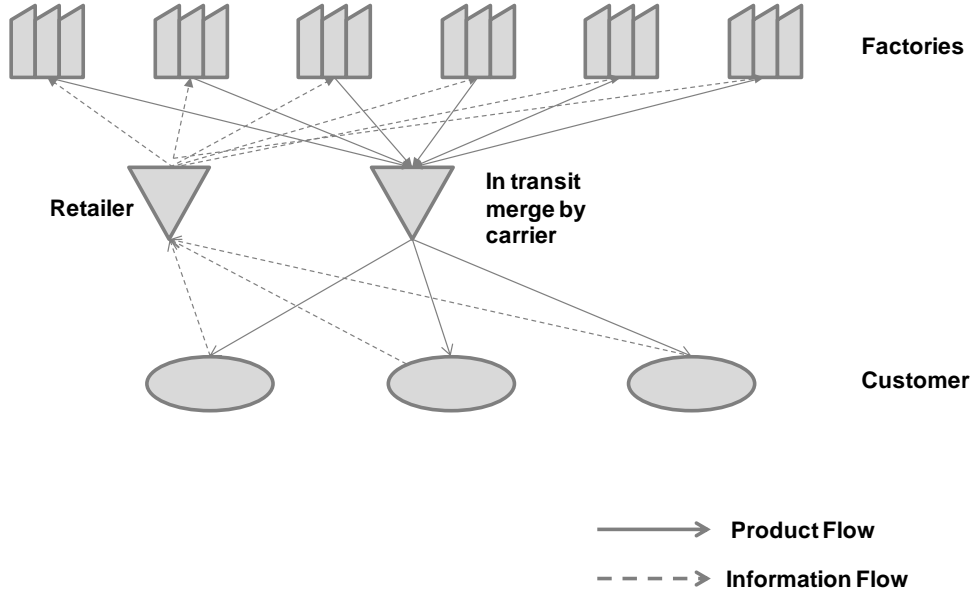 Factories
Retailer
In transit
merge by
carrier
Customer
Product Flow
Information Flow